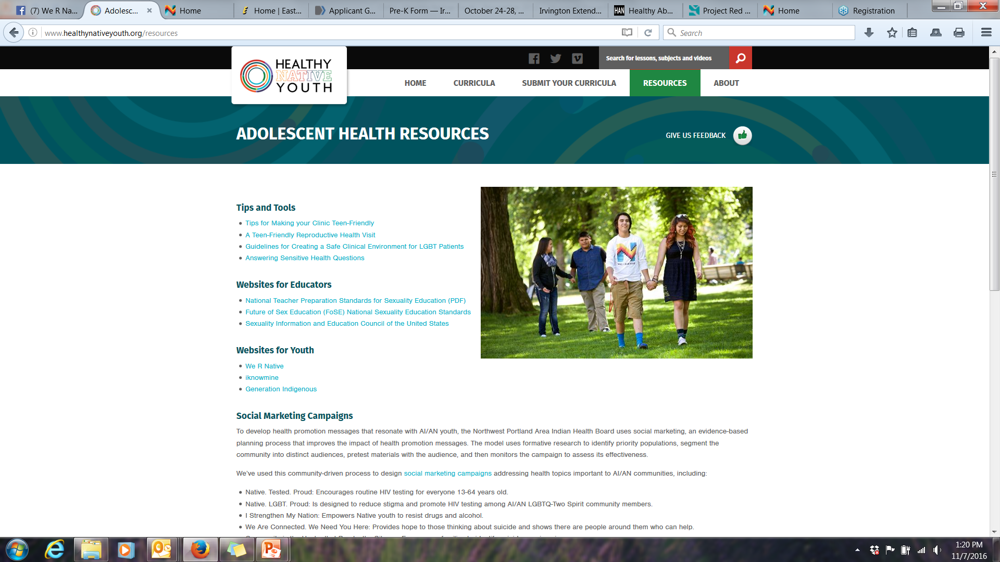 (7) We R Na...
Adolesc...
Home
Home | East...
Applicant G...
Pre-K Form — Ir...
October 24-28, ...
Irvington Extend...
HAN
Healthy Ab...
Project Red ...
Home
Registration
www.healthynativeyouth.org/resources
Search
HEALTHY
NATIVE
YOUTH
Search for lessons, subjects and videos
HOME
CURRICULA
SUBMIT YOUR CURRICULA
RESOURCES
ABOUT
ADOLESCENT HEALTH RESOURCES
GIVE US FEEDBACK
Tips and Tools
Tips for Making your Clinic Teen-Friendly
A Teen-Friendly Reproductive Health Visit
Guidelines for Creating a Safe Clinical Environment for LGBT Patients
Answering Sensitive Health Questions
Websites for Educators
National Teacher Preparation Standards for Sexuality Education (PDF)
Future of Sex Education (FoSE) National Sexuality Education Standards
Sexuality Information and Education Council of the United States
Websites for Youth
We R Native
iknowmine
Generation Indigenous
Social Marketing Campaigns
To develop health promotion messages that resonate with AI/AN youth, the Northwest Portland Area Indian Health Board uses social marketing, an evidence-based
planning process that improves the impact of health promotion messages. The model uses formative research to identify priority populations, segment the
community into distinct audiences, pretest materials with the audience, and then monitors the campaign to assess its effectiveness.
We've used this community-driven process to design social marketing campaigns addressing health topics important to AI/AN communities, including:
Native. Tested. Proud: Encourages routine HIV testing for everyone 13-64 years old.
Native. LGBT. Proud: Is designed to reduce stigma and promote HIV testing among AI/AN LGBTQ-Two Spirit community members.
I Strengthen My Nation: Empowers Native youth to resist drugs and alcohol.
We Are Connected. We Need You Here: Provides hope to those thinking about suicide and shows there are people around them who can help.
1:20 PM
11/7/2016